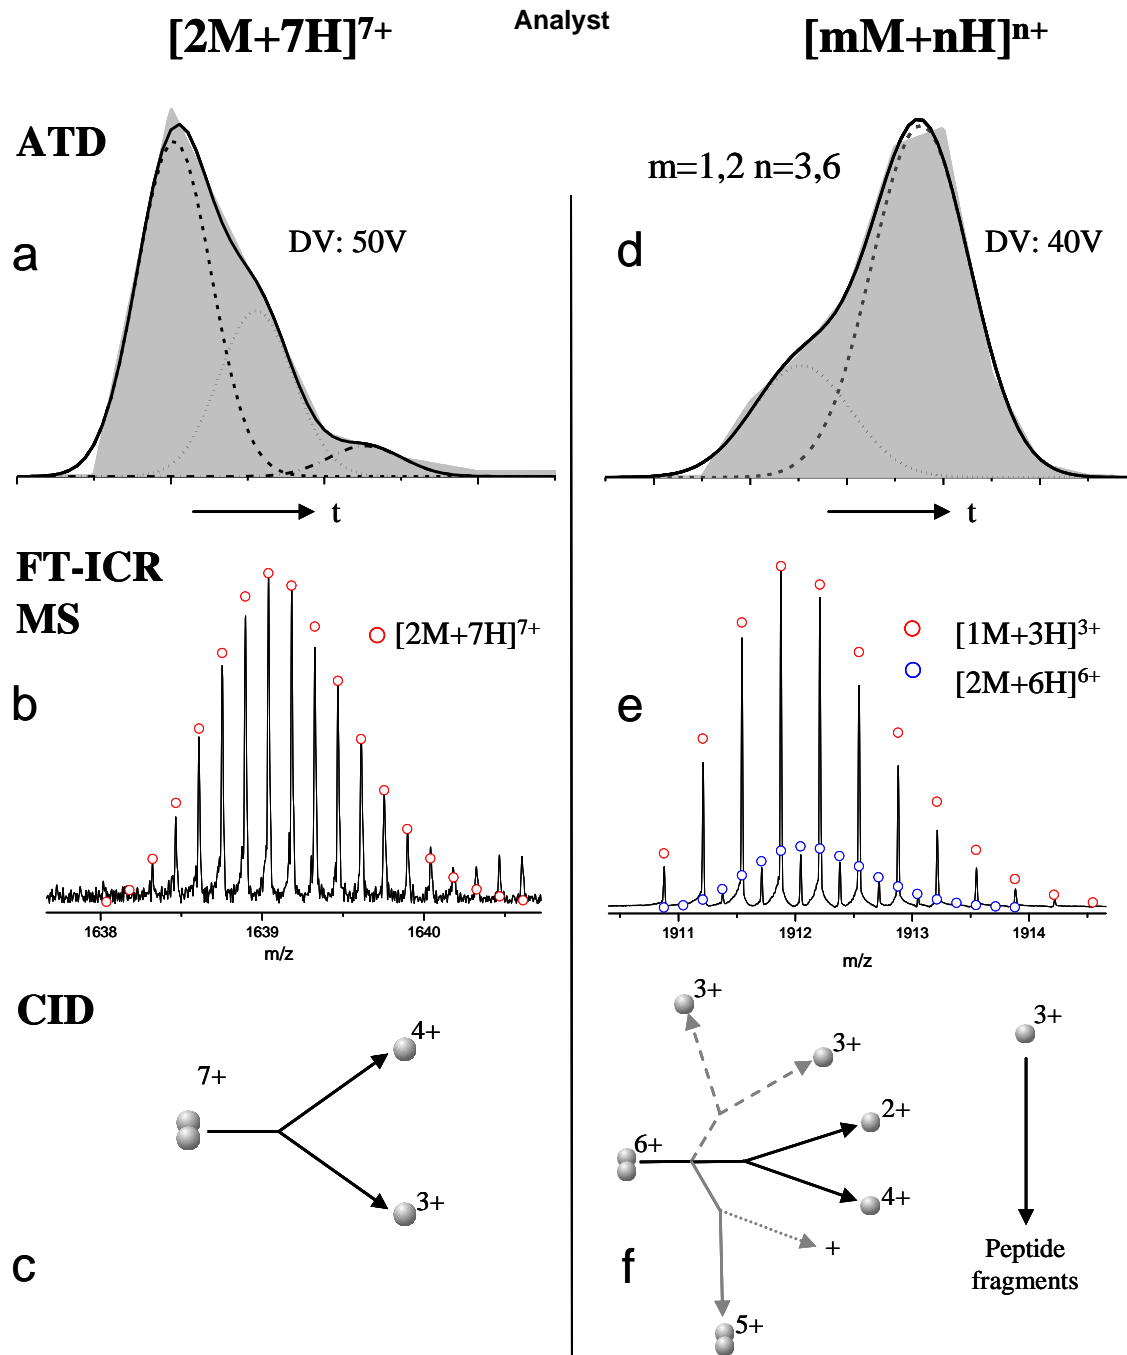 Analyst
[2M+7H]⁷⁺
[mM+nH]ⁿ⁺
ATD
a
DV: 50V
t
m=1,2 n=3,6
d
DV: 40V
t
FT-ICR
MS
b
[2M+7H]⁷⁺
1638 1639 1640
m/z
e
[1M+3H]³⁺
[2M+6H]⁶⁺
1911 1912 1913 1914
m/z
CID
c
7+
4+
3+
f
3+
3+
6+
2+
4+
+
5+
3+
Peptide
fragments